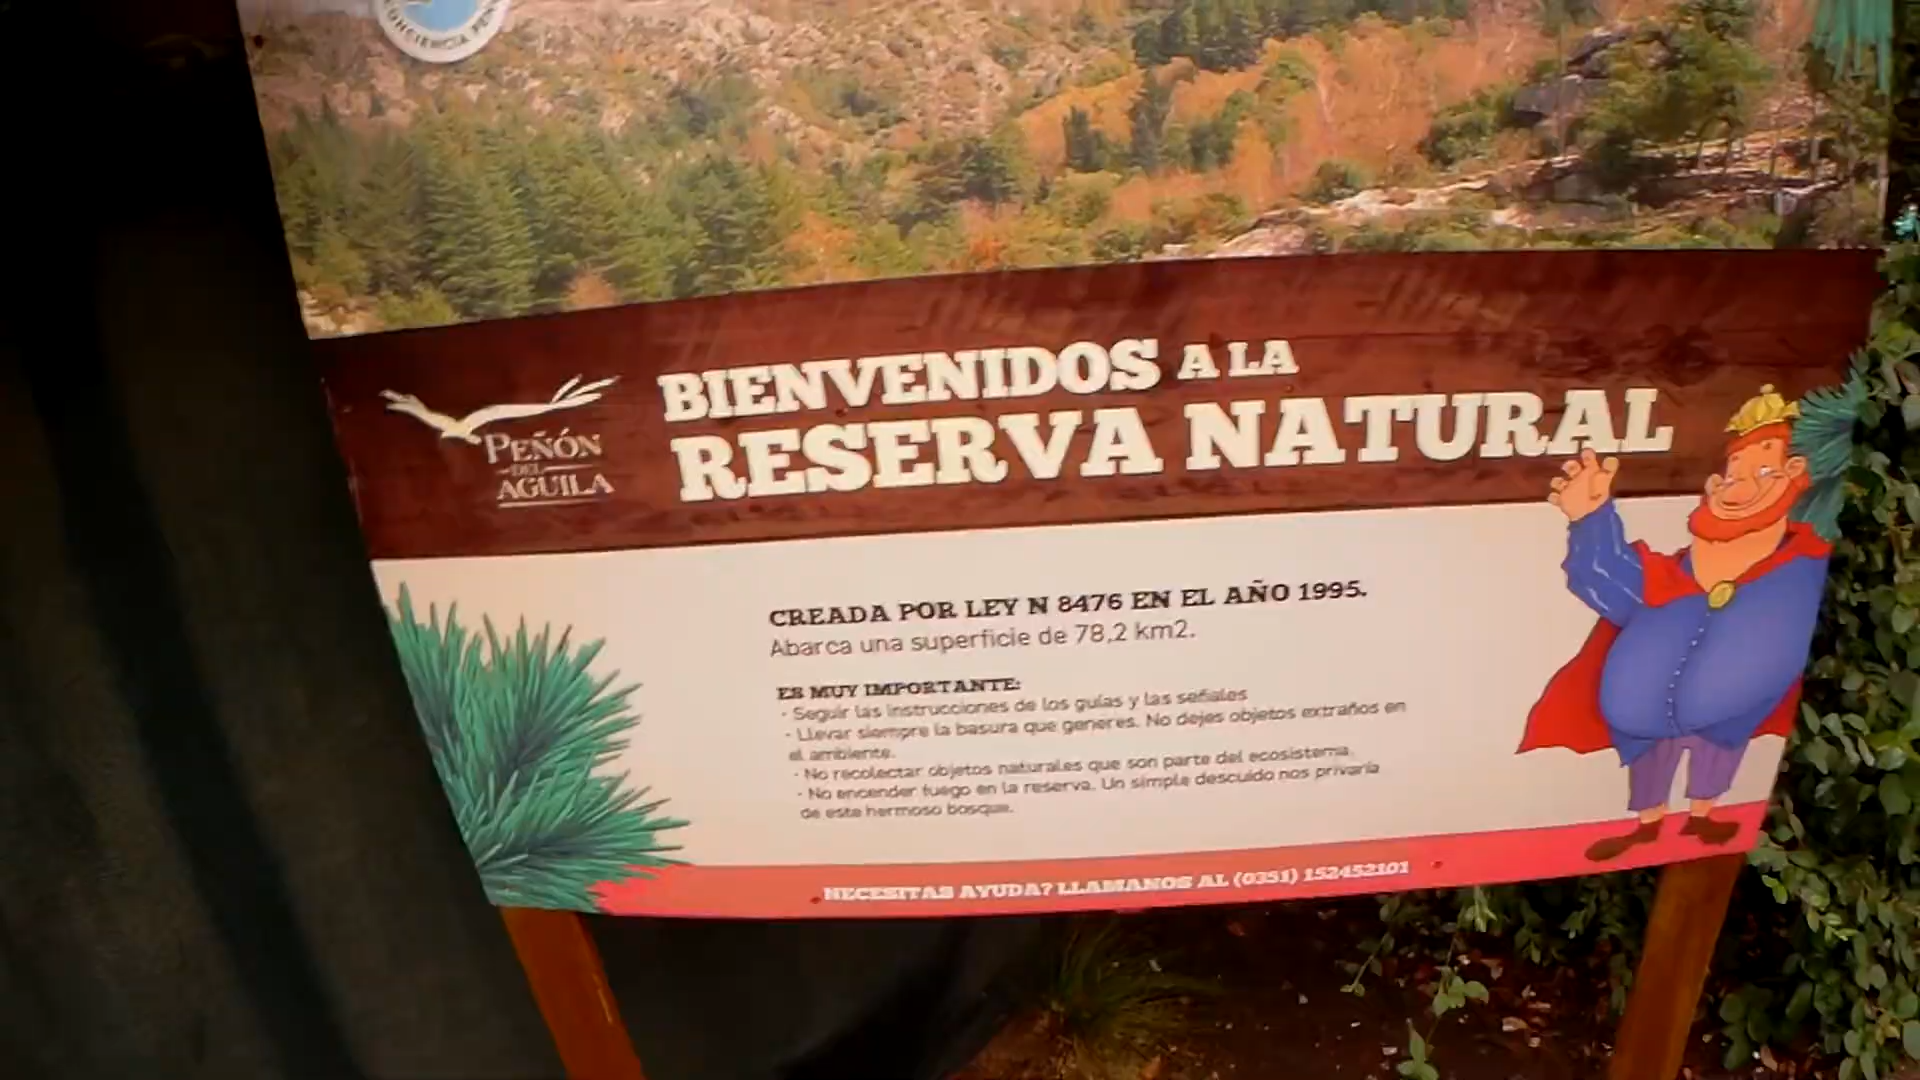 CONCIENCIA
BIENVENIDOS A LA
RESERVA NATURAL
PEÑÓN
DEL
AGUILA
CREADA POR LEY N 8476 EN EL AÑO 1995.
Abarca una superficie de 78,2 km2.
ES MUY IMPORTANTE:
- Seguir las instrucciones de los guías y las señales
- Llevar siempre la basura que generes. No dejes objetos extraños en
el ambiente.
- No recolectar objetos naturales que son parte del ecosistema.
- No encender fuego en la reserva. Un simple descuido nos privaría
de este hermoso bosque.
NECESITAS AYUDA? LLAMANOS AL (0351) 152452101